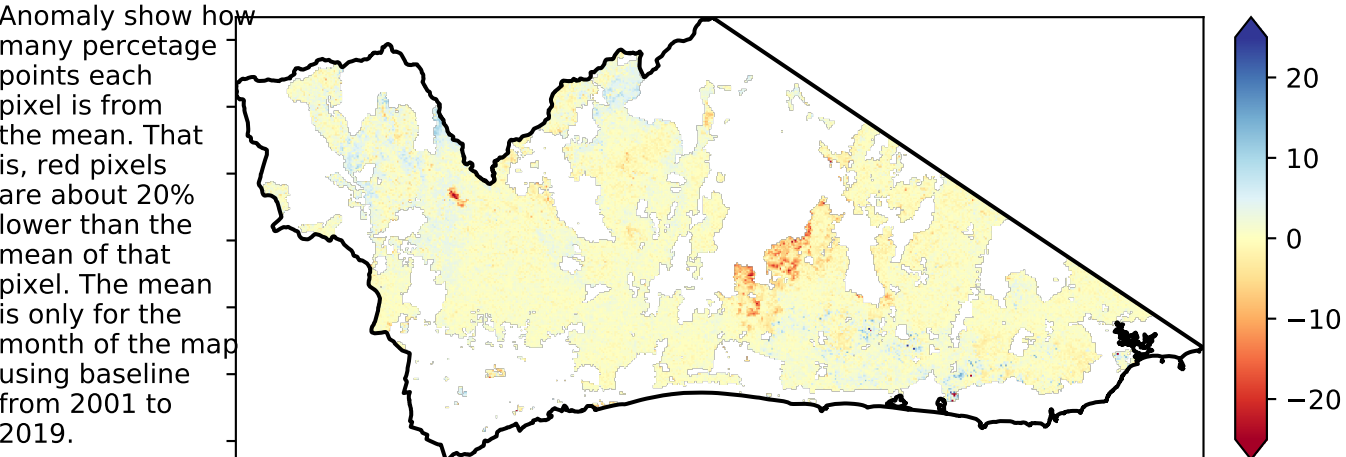 Anomaly show how
many percetage
points each
pixel is from
the mean. That
is, red pixels
are about 20%
lower than the
mean of that
pixel. The mean
is only for the
month of the map
using baseline
from 2001 to
2019.
20
10
0
−10
−20